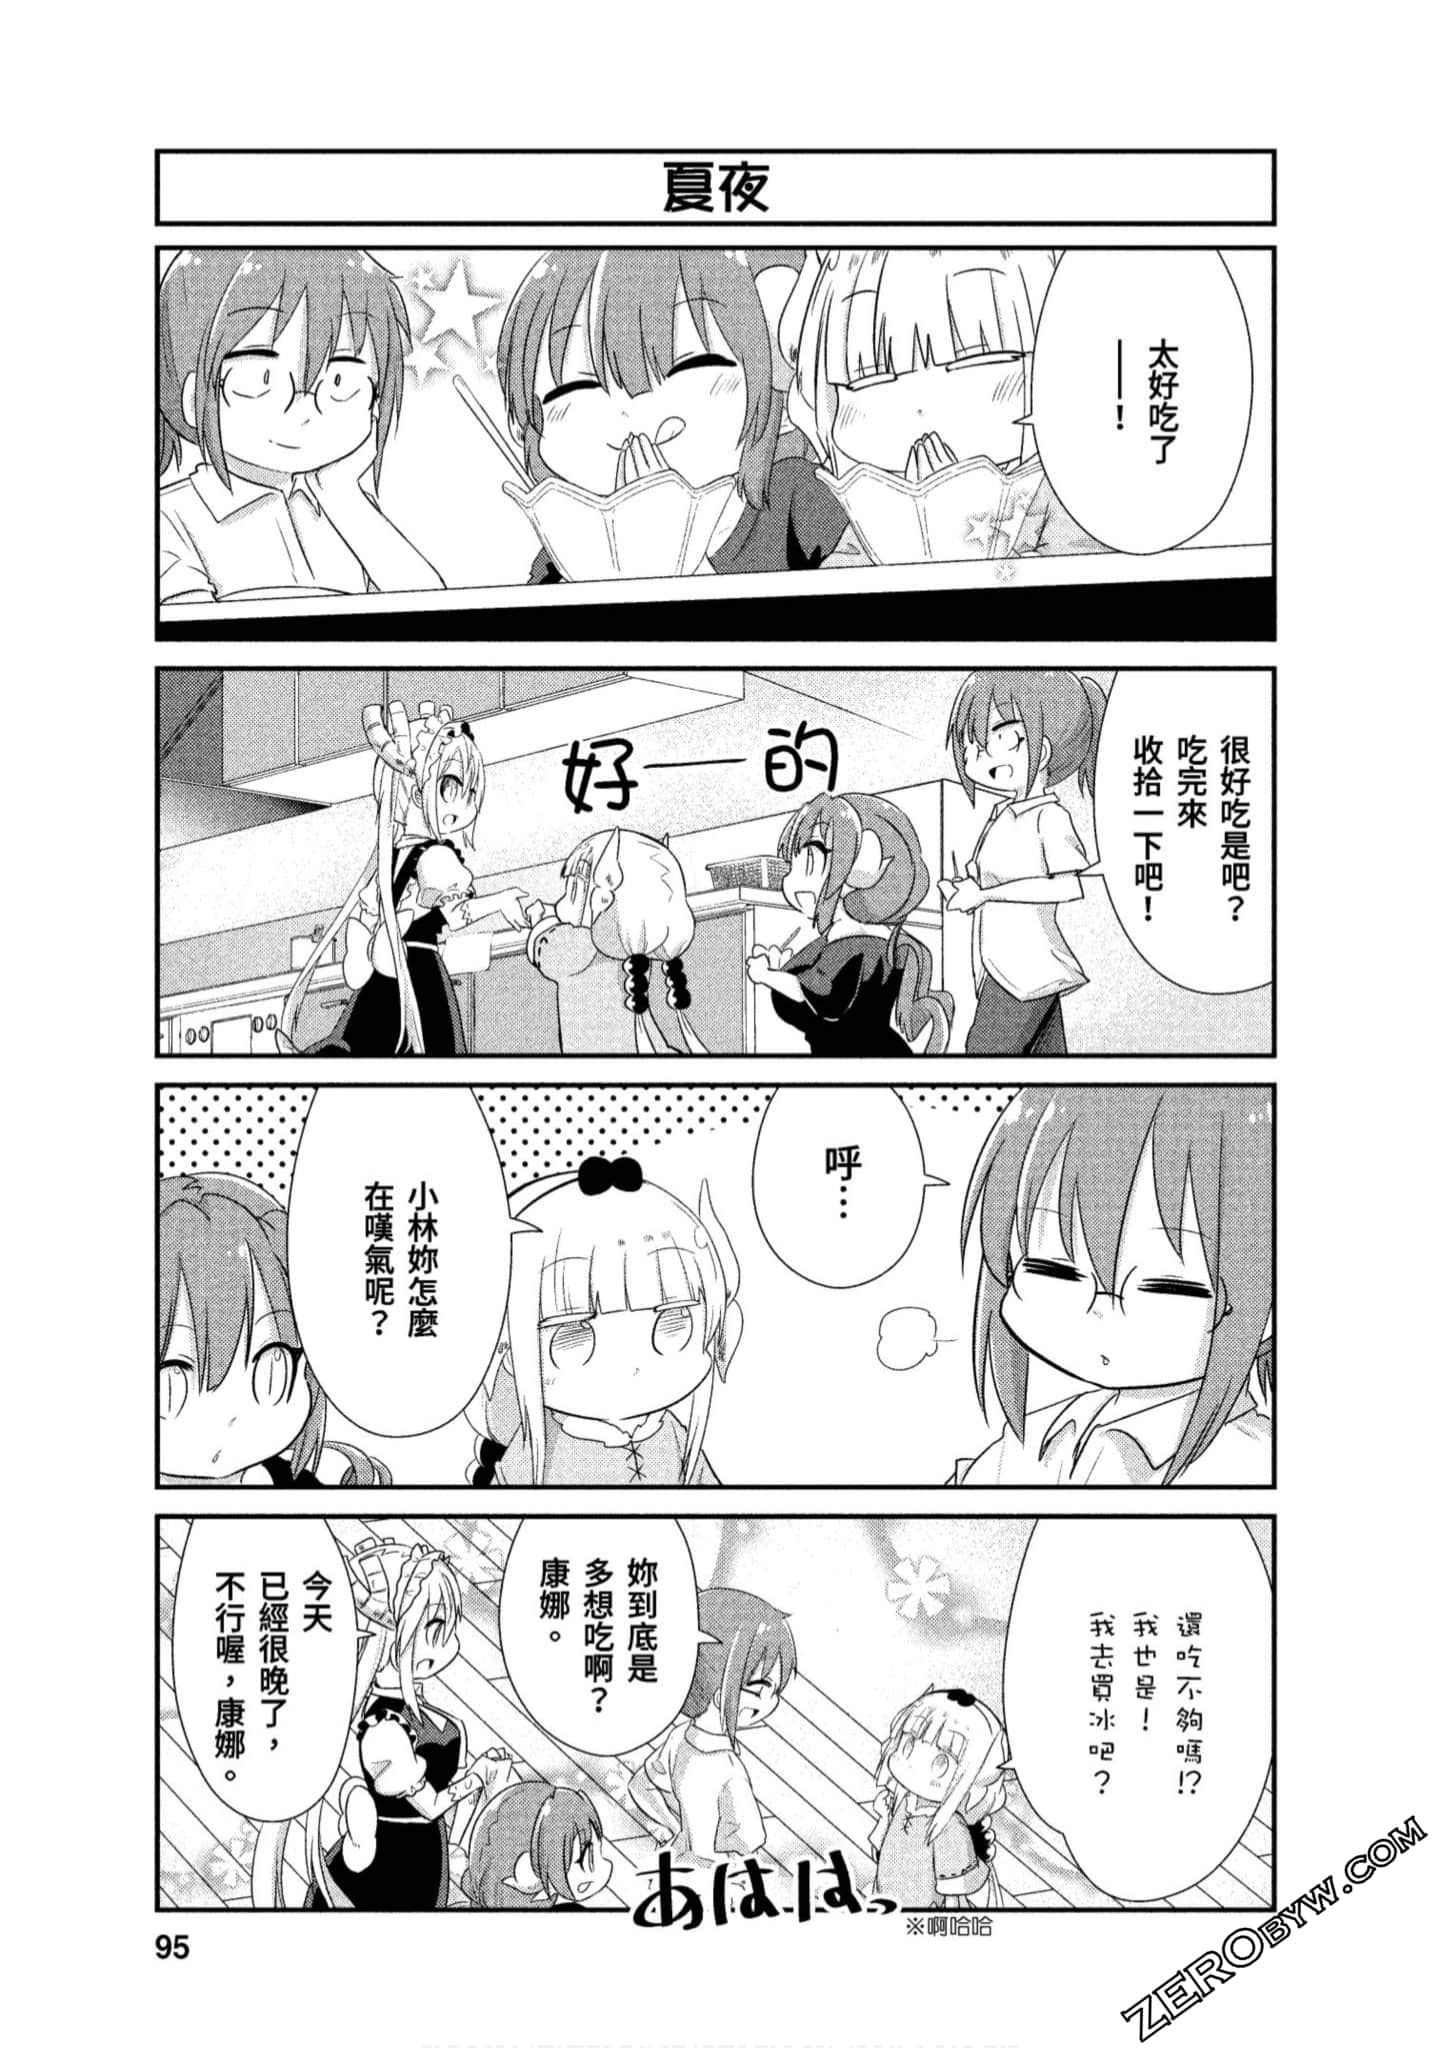 夏夜
太好吃了
——！
很好吃是吧？
吃完來
收拾一下吧！
好—的
呼…
小林妳怎麼
在嘆氣呢？
還吃不夠嗎!?
我也是！
我去買冰吧？
妳到底是
多想吃啊？
康娜。
今天
已經很晚了，
不行喔，康娜。
あははっ
※啊哈哈
95
ZEROBYW.COM